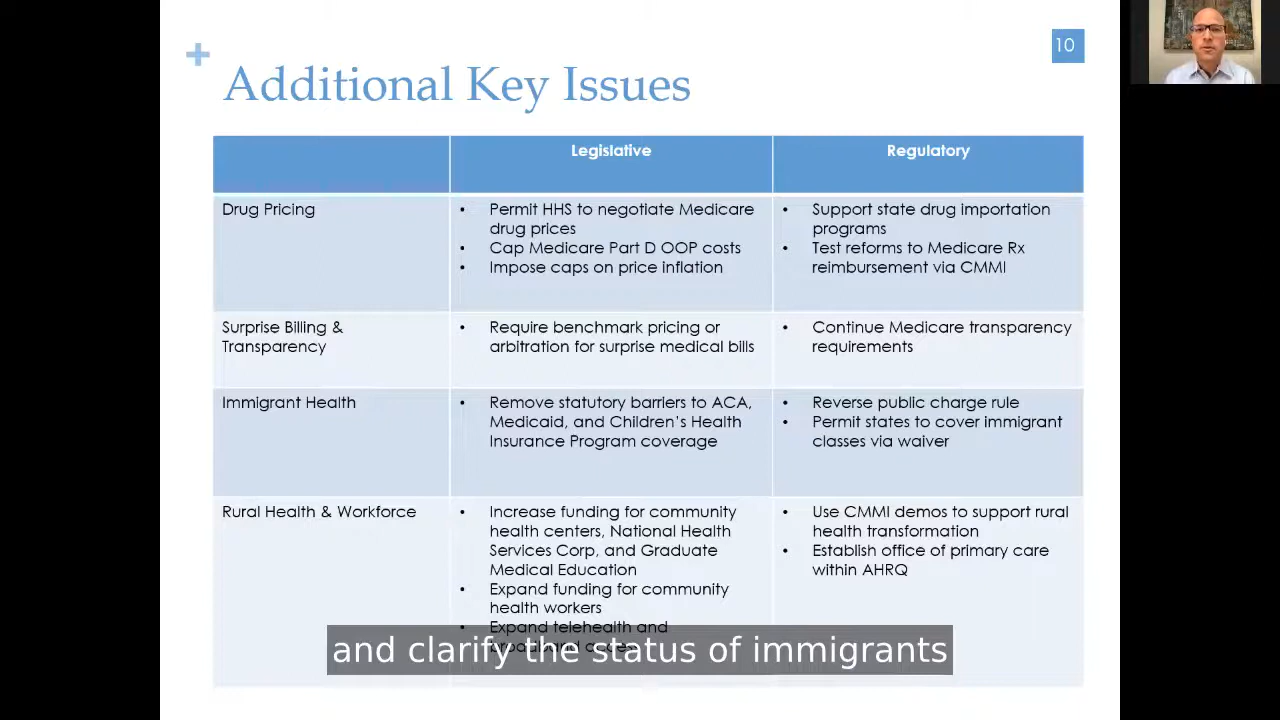 10
Additional Key Issues
Legislative
Regulatory
Drug Pricing
• Permit HHS to negotiate Medicare
drug prices
• Cap Medicare Part D OOP costs
• Impose caps on price inflation
• Support state drug importation
programs
• Test reforms to Medicare Rx
reimbursement via CMMI
Surprise Billing &
Transparency
• Require benchmark pricing or
arbitration for surprise medical bills
• Continue Medicare transparency
requirements
Immigrant Health
• Remove statutory barriers to ACA,
Medicaid, and Children's Health
Insurance Program coverage
• Reverse public charge rule
• Permit states to cover immigrant
classes via waiver
Rural Health & Workforce
• Increase funding for community
health centers, National Health
Services Corp, and Graduate
Medical Education
• Expand funding for community
health workers
• Expand telehealth and
• Use CMMI demos to support rural
health transformation
• Establish office of primary care
within AHRQ
and clarify the status of immigrants